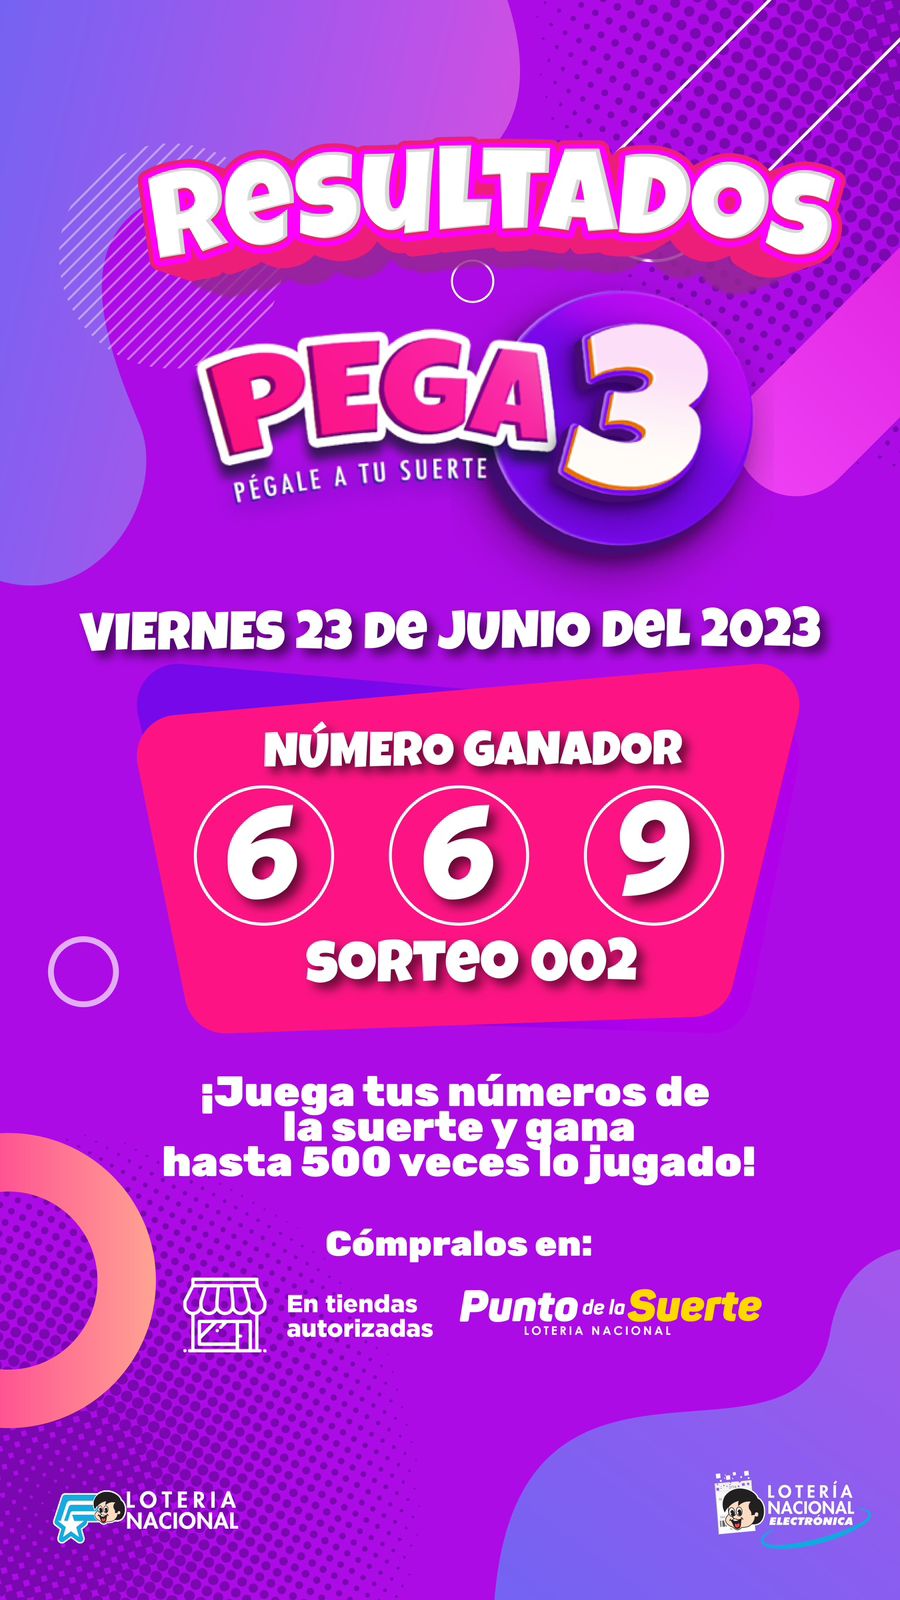 ResuLTADOS
PEGA 3
PÉGALE A TU SUERTE
VIERNES 23 De JUNIO DeL 2023
NÚMERO GANADOR
6 6 9
SORTeO 002
¡Juega tus números de
la suerte y gana
hasta 500 veces lo jugado!
Cómpralos en:
En tiendas
autorizadas
Punto de la Suerte
LOTERIA NACIONAL
LOTERIA
NACIONAL
LOTERÍA
NACIONAL
ELECTRÓNICA